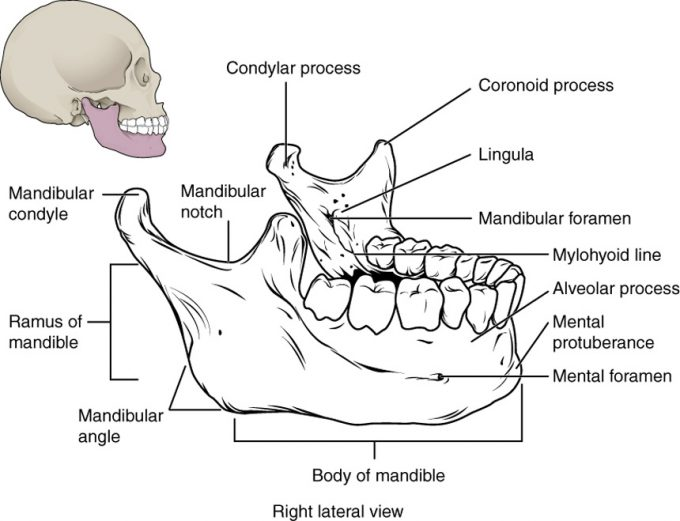 Condylar process
Coronoid process
Lingula
Mandibular
condyle
Mandibular
notch
Mandibular foramen
Mylohyoid line
Alveolar process
Ramus of
mandible
Mental
protuberance
Mental foramen
Mandibular
angle
Body of mandible
Right lateral view